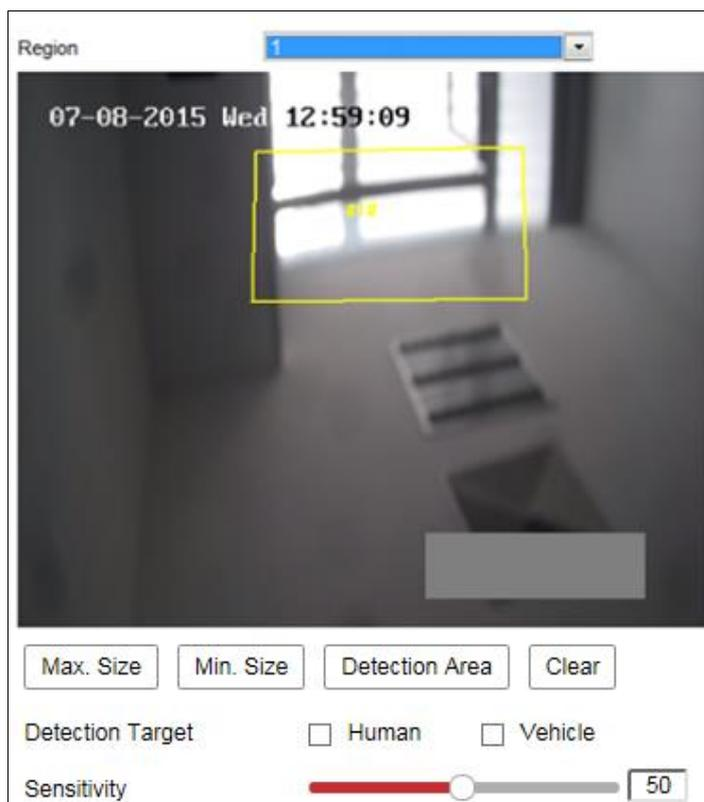 Region 1
07-08-2015 Wed 12:59:09
#1#
Max. Size Min. Size Detection Area Clear
Detection Target Human Vehicle
Sensitivity 50